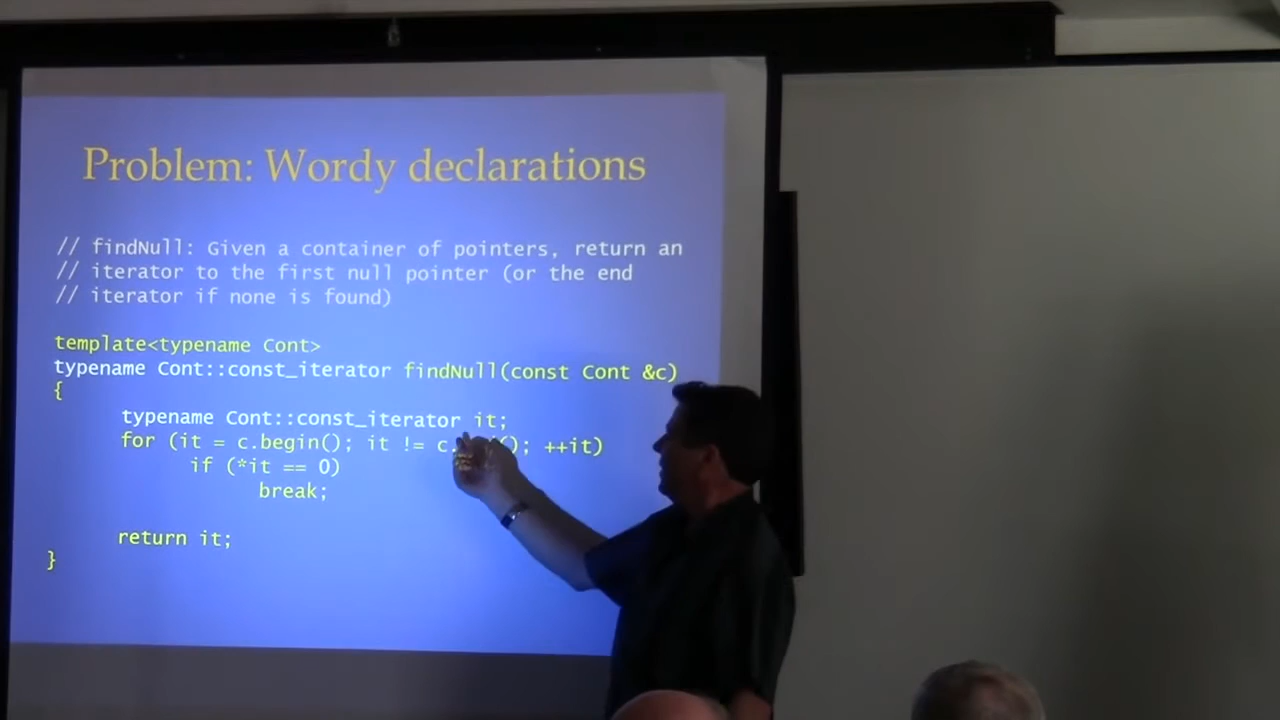 Problem: Wordy declarations
// findNull: Given a container of pointers, return an
// iterator to the first null pointer (or the end
// iterator if none is found)
template<typename Cont>
typename Cont::const_iterator findNull(const Cont &c)
{
typename Cont::const_iterator it;
for (it = c.begin(); it != c. (); ++it)
if (*it == 0)
break;
return it;
}